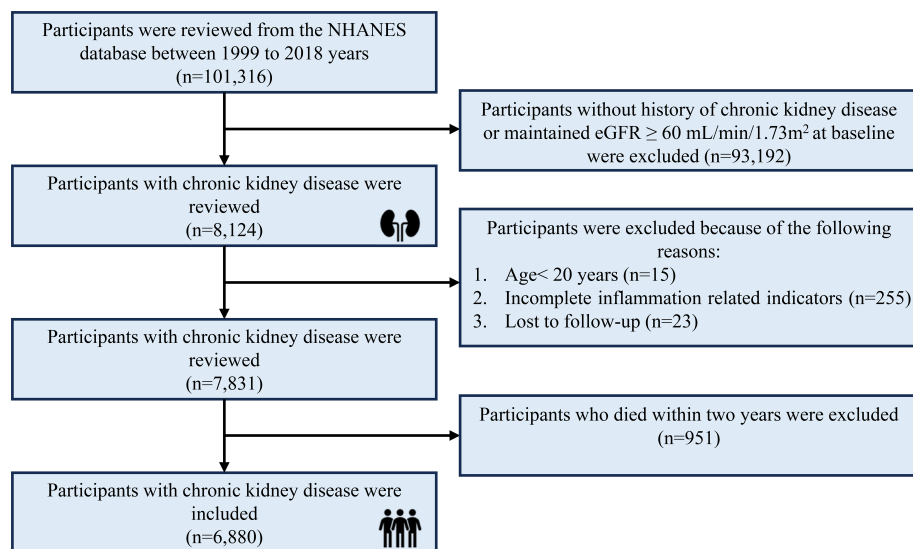 Participants were reviewed from the NHANES
database between 1999 to 2018 years
(n=101,316)
Participants without history of chronic kidney disease
or maintained eGFR ≥ 60 mL/min/1.73m² at baseline
were excluded (n=93,192)
Participants with chronic kidney disease were
reviewed
(n=8,124)
Participants were excluded because of the following
reasons:
1. Age< 20 years (n=15)
2. Incomplete inflammation related indicators (n=255)
3. Lost to follow-up (n=23)
Participants with chronic kidney disease were
reviewed
(n=7,831)
Participants who died within two years were excluded
(n=951)
Participants with chronic kidney disease were
included
(n=6,880)